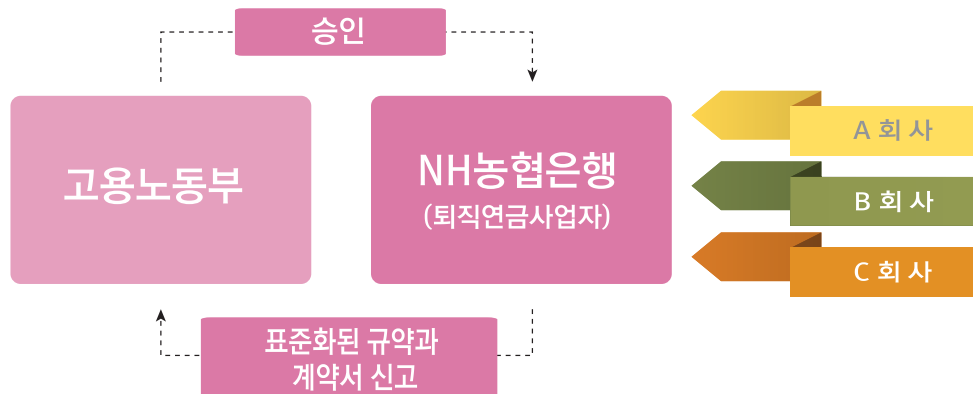 승인
고용노동부
NH농협은행
(퇴직연금사업자)
A 회 사
B 회 사
C 회 사
표준화된 규약과
계약서 신고